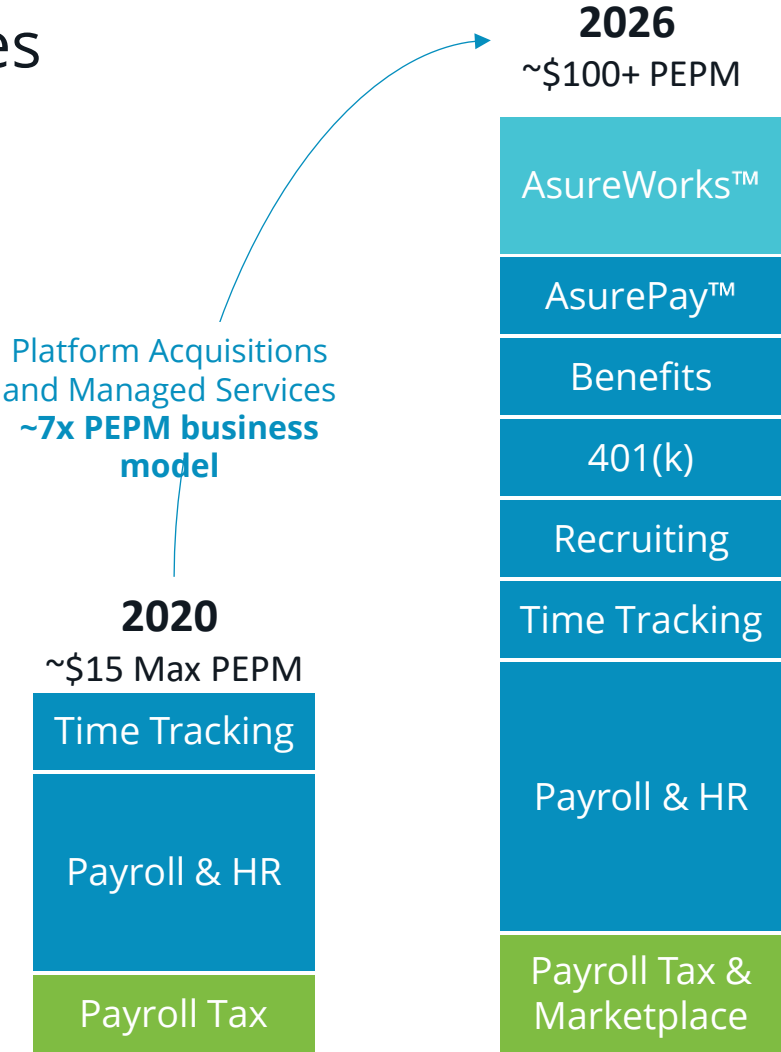 2026
~$100+ PEPM
AsureWorks™
AsurePay™
Benefits
401(k)
Recruiting
Time Tracking
Payroll & HR
Payroll Tax &
Marketplace
Platform Acquisitions
and Managed Services
~7x PEPM business
model
2020
~$15 Max PEPM
Time Tracking
Payroll & HR
Payroll Tax